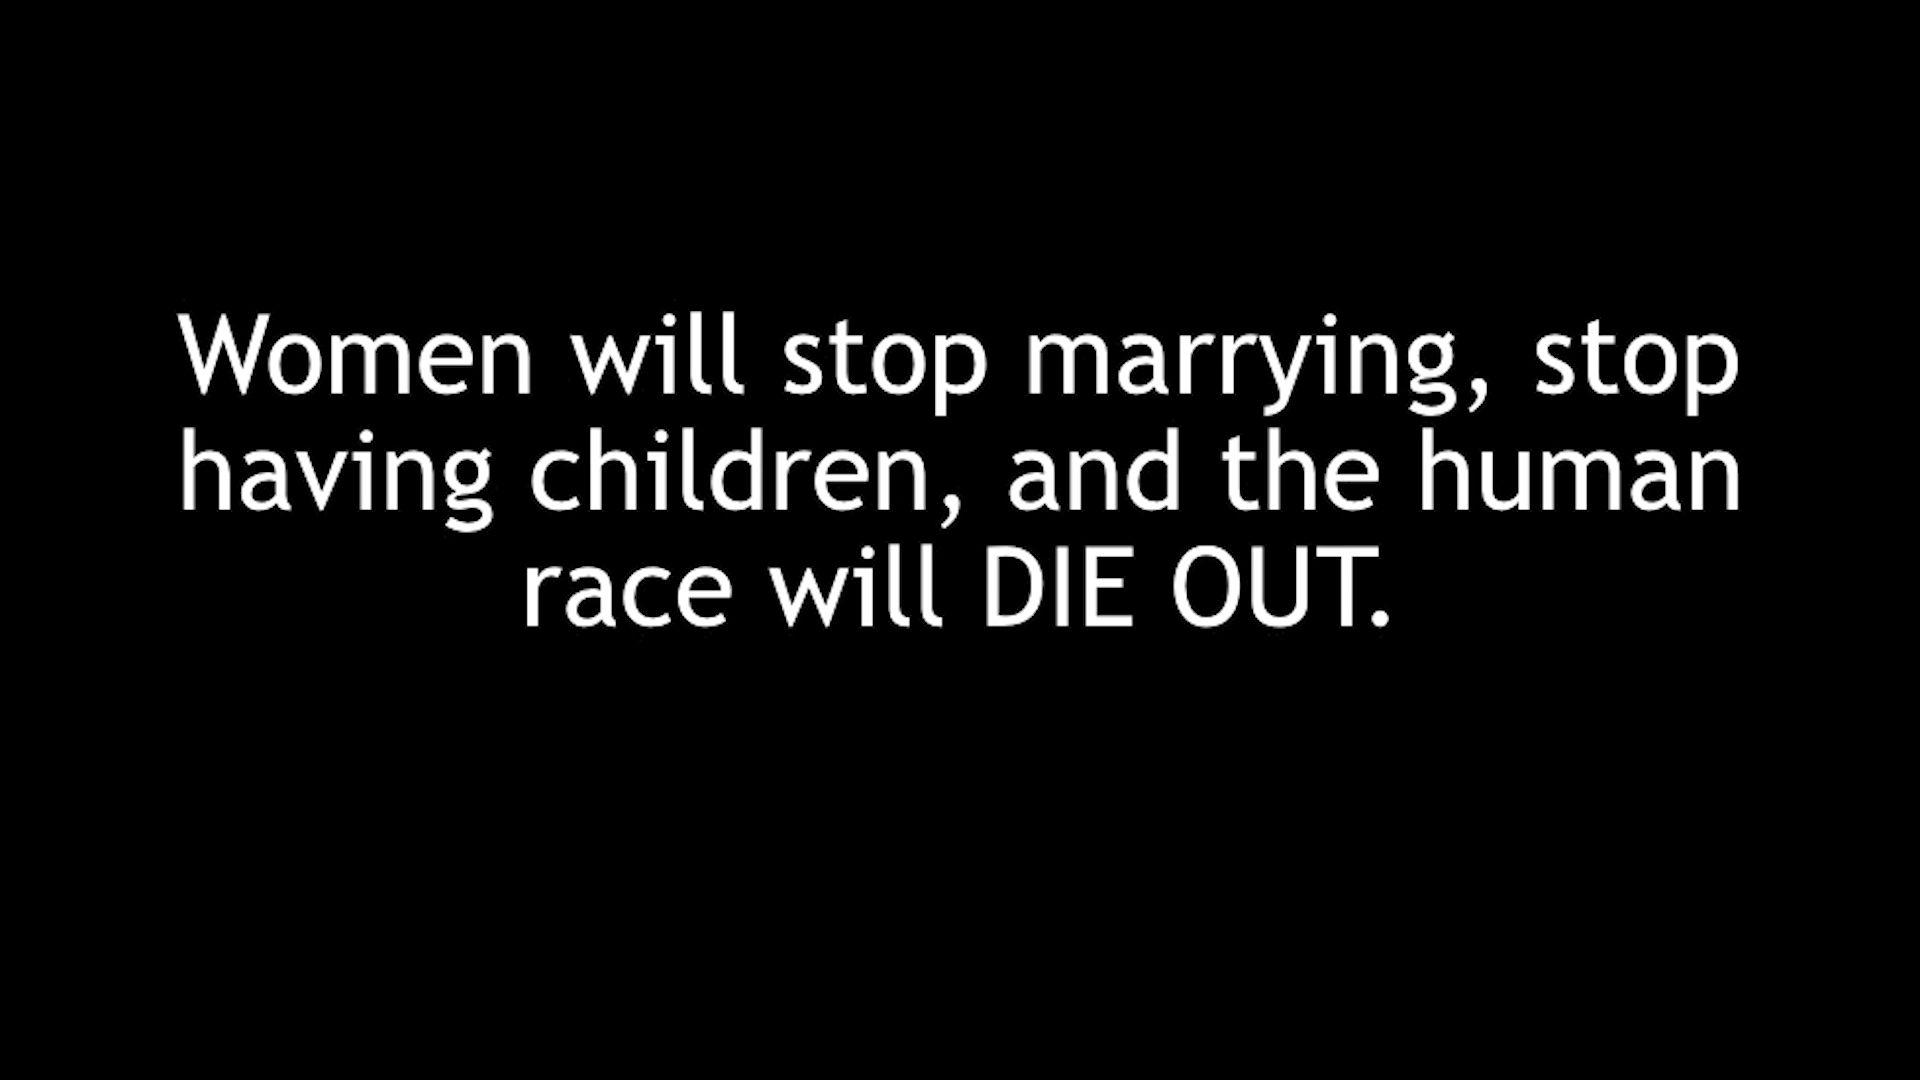 Women will stop marrying, stop
having children, and the human
race will DIE OUT.